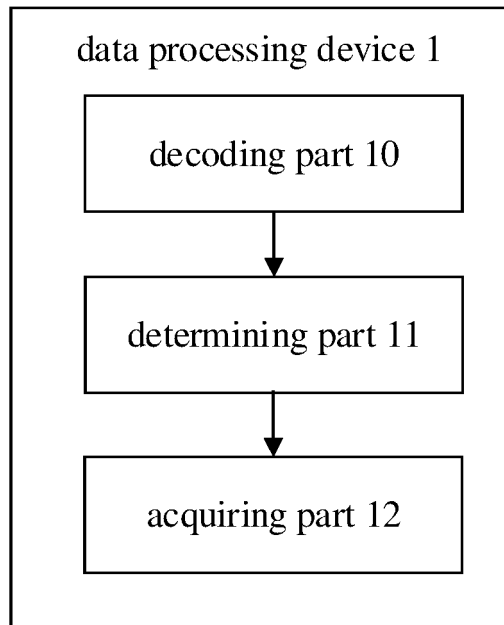 data processing device 1
decoding part 10
determining part 11
acquiring part 12